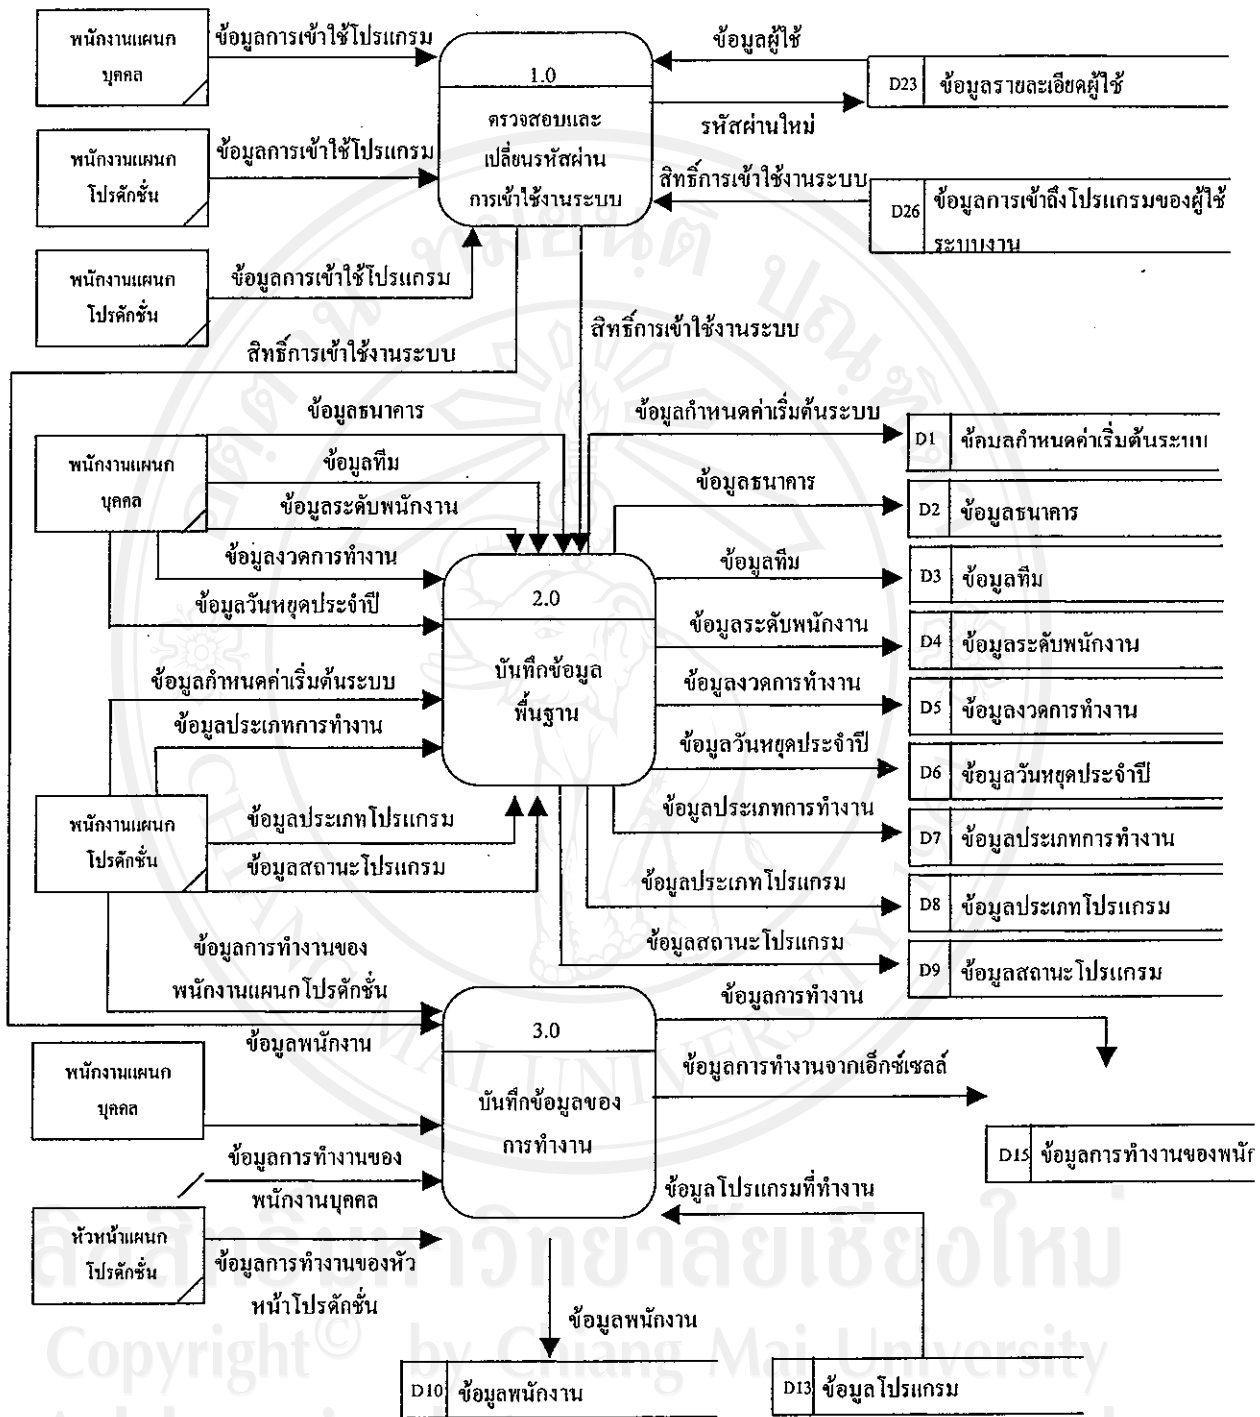 พนักงานแผนก
บุคคล
ข้อมูลการเข้าใช้โปรแกรม
1.0
ตรวจสอบและ
เปลี่ยนรหัสผ่าน
การเข้าใช้งานระบบ
ข้อมูลผู้ใช้
รหัสผ่านใหม่
D23 ข้อมูลรายละเอียดผู้ใช้
พนักงานแผนก
โปรดักชั่น
ข้อมูลการเข้าใช้โปรแกรม
สิทธิ์การเข้าใช้งานระบบ
D26 ข้อมูลการเข้าถึงโปรแกรมของผู้ใช้
ระบบงาน
พนักงานแผนก
โปรดักชั่น
ข้อมูลการเข้าใช้โปรแกรม
สิทธิ์การเข้าใช้งานระบบ
สิทธิ์การเข้าใช้งานระบบ
พนักงานแผนก
บุคคล
ข้อมูลธนาคาร
ข้อมูลทีม
ข้อมูลระดับพนักงาน
ข้อมูลงวดการทำงาน
ข้อมูลวันหยุดประจำปี
2.0
บันทึกข้อมูล
พื้นฐาน
ข้อมูลกำหนดค่าเริ่มต้นระบบ
D1 ข้อมูลกำหนดค่าเริ่มต้นระบบ
ข้อมูลธนาคาร
D2 ข้อมูลธนาคาร
ข้อมูลทีม
D3 ข้อมูลทีม
ข้อมูลระดับพนักงาน
D4 ข้อมูลระดับพนักงาน
ข้อมูลงวดการทำงาน
D5 ข้อมูลงวดการทำงาน
ข้อมูลวันหยุดประจำปี
D6 ข้อมูลวันหยุดประจำปี
ข้อมูลประเภทการทำงาน
D7 ข้อมูลประเภทการทำงาน
ข้อมูลประเภทโปรแกรม
D8 ข้อมูลประเภทโปรแกรม
ข้อมูลสถานะโปรแกรม
D9 ข้อมูลสถานะโปรแกรม
ข้อมูลกำหนดค่าเริ่มต้นระบบ
ข้อมูลประเภทการทำงาน
พนักงานแผนก
โปรดักชั่น
ข้อมูลประเภทโปรแกรม
ข้อมูลสถานะโปรแกรม
ข้อมูลการทำงานของ
พนักงานแผนกโปรดักชั่น
ข้อมูลพนักงาน
พนักงานแผนก
บุคคล
3.0
บันทึกข้อมูลของ
การทำงาน
ข้อมูลการทำงาน
ข้อมูลการทำงานจากเอ็กซ์เซลล์
D15 ข้อมูลการทำงานของพนัก
ข้อมูลการทำงานของ
พนักงานบุคคล
ข้อมูลโปรแกรมที่ทำงาน
หัวหน้าแผนก
โปรดักชั่น
ข้อมูลการทำงานของหัว
หน้าโปรดักชั่น
ข้อมูลพนักงาน
D10 ข้อมูลพนักงาน
D13 ข้อมูลโปรแกรม
CHIANG MAI UNIVERSITY
ลิขสิทธิ์มหาวิทยาลัยเชียงใหม่
Copyright© by Chiang Mai University